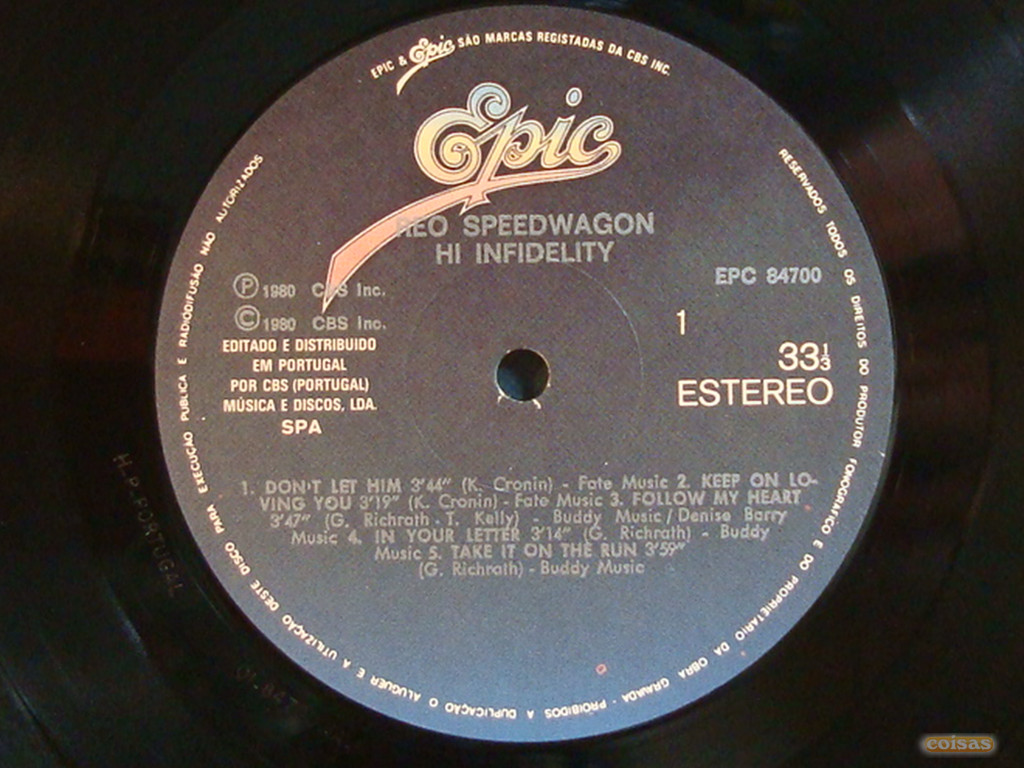 EPIC & Epic SÃO MARCAS REGISTADAS DA CBS INC.
Epic
REO SPEEDWAGON
HI INFIDELITY
Ⓟ 1980 CBS Inc.
© 1980 CBS Inc.
EDITADO E DISTRIBUIDO
EM PORTUGAL
POR CBS (PORTUGAL)
MÚSICA E DISCOS, LDA.
SPA
EPC 84700
1
33⅓
ESTEREO
1. DON'T LET HIM 3'44" (K. Cronin) - Fate Music 2. KEEP ON LO-
VING YOU 3'19" (K. Cronin) - Fate Music 3. FOLLOW MY HEART
3'47" (G. Richrath - T. Kelly) - Buddy Music / Denise Barry
Music 4. IN YOUR LETTER 3'14" (G. Richrath) - Buddy
Music 5. TAKE IT ON THE RUN 3'59"
(G. Richrath) - Buddy Music
RESERVADOS TODOS OS DIREITOS DO PRODUTOR FONOGRAFICO E DO PROPRIETARIO DA OBRA GRAVADA - PROIBIDOS A DUPLICAÇÃO O ALUGUER E A UTILIZAÇÃO DESTE DISCO PARA EXECUÇÃO PUBLICA E RADIODIFUSÃO NÃO AUTORIZADOS
H.P. PORTUGAL
coisas